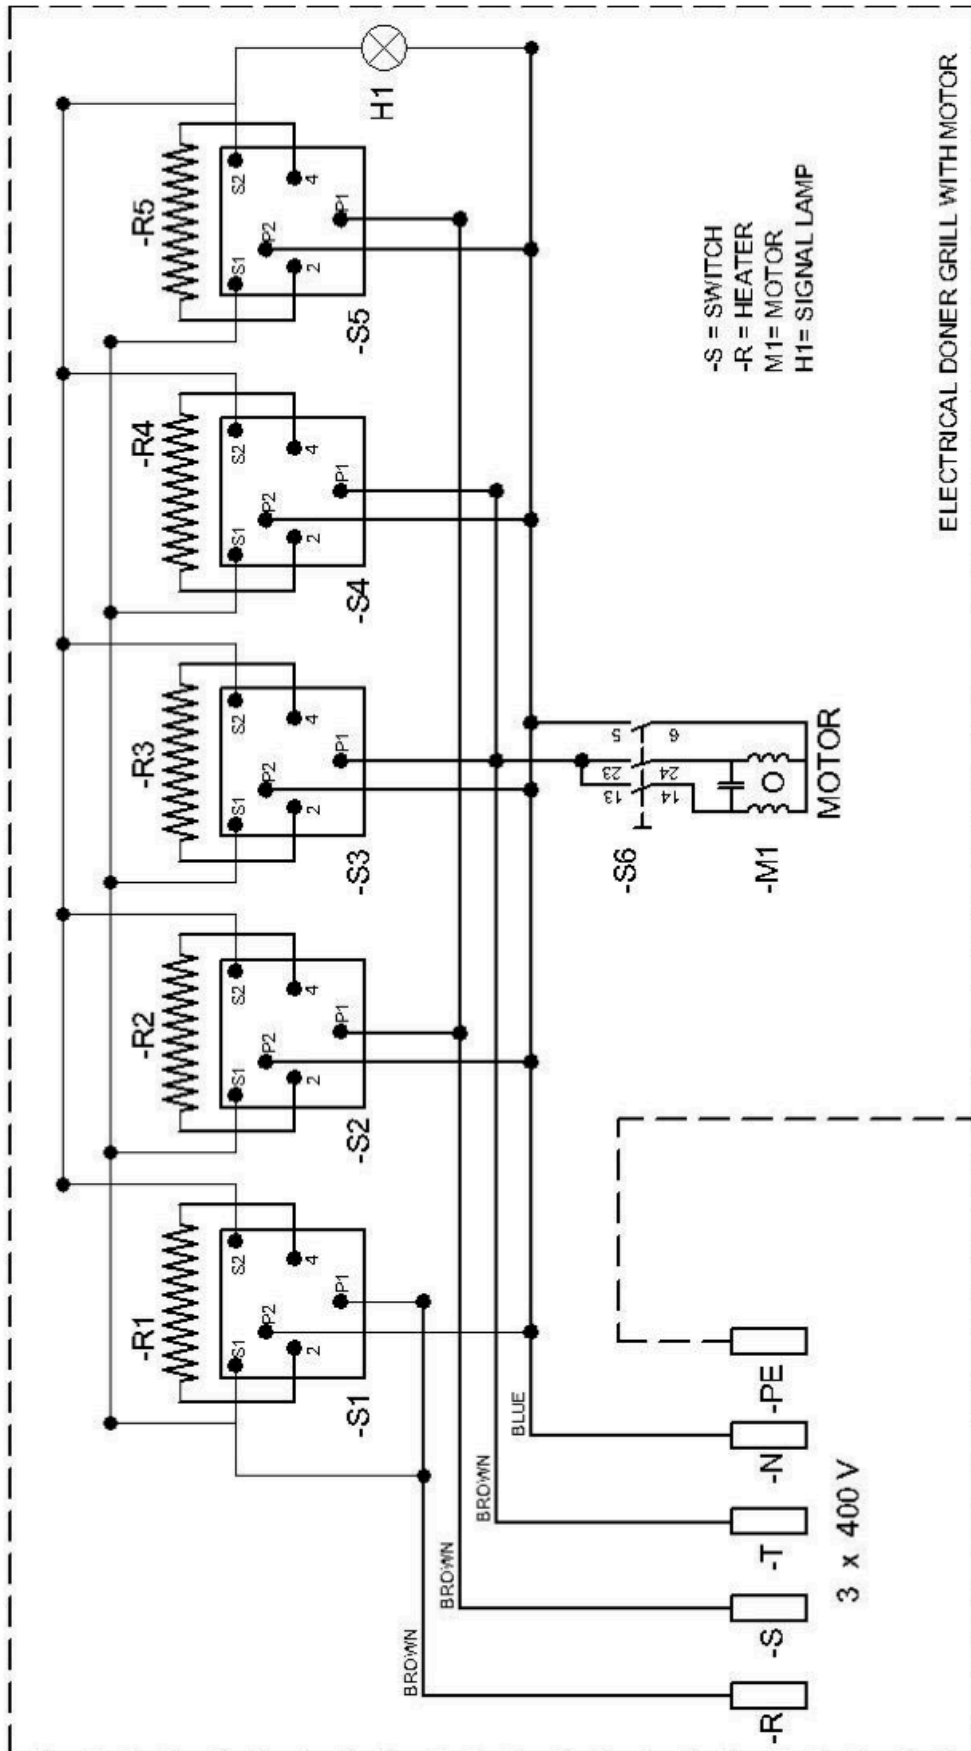 -R1
-R2
-R3
-R4
-R5
S1
S2
P2
P1
2
4
-S1
S1
S2
P2
P1
2
4
-S2
S1
S2
P2
P1
2
4
-S3
S1
S2
P2
P1
2
4
-S4
S1
S2
P2
P1
2
4
-S5
H1
BROWN
BROWN
BROWN
BLUE
-R
-S
-T
-N
-PE
3 x 400 V
-S6
13
23
5
14
24
6
-M1
MOTOR
-S = SWITCH
-R = HEATER
M1= MOTOR
H1= SIGNAL LAMP
ELECTRICAL DONER GRILL WITH MOTOR